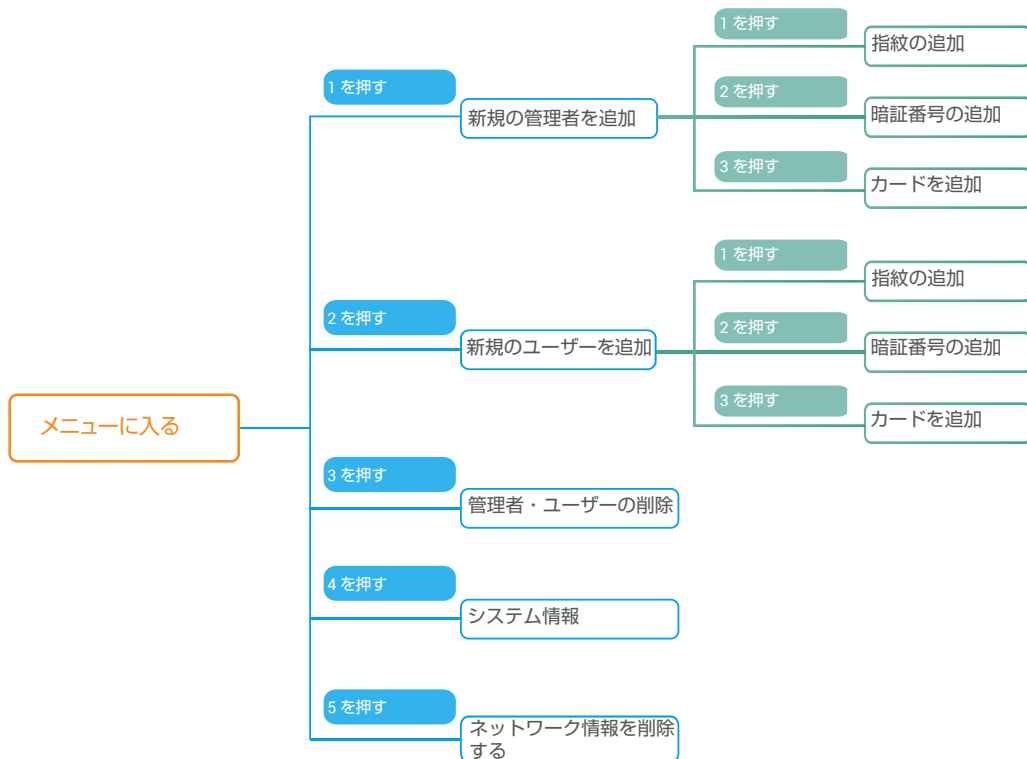 メニューに入る
1 を押す
新規の管理者を追加
1 を押す
指紋の追加
2 を押す
暗証番号の追加
3 を押す
カードを追加
2 を押す
新規のユーザーを追加
1 を押す
指紋の追加
2 を押す
暗証番号の追加
3 を押す
カードを追加
3 を押す
管理者・ユーザーの削除
4 を押す
システム情報
5 を押す
ネットワーク情報を削除
する